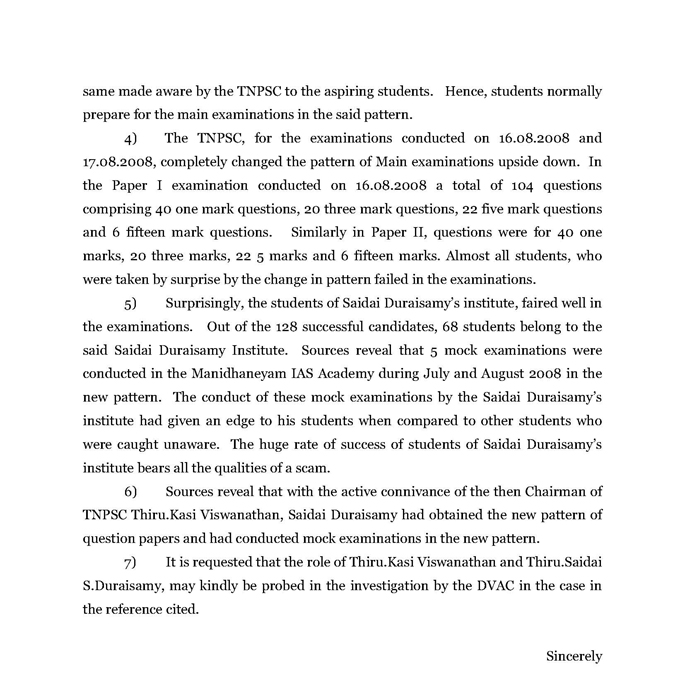 same made aware by the TNPSC to the aspiring students. Hence, students normally
prepare for the main examinations in the said pattern.
4) The TNPSC, for the examinations conducted on 16.08.2008 and
17.08.2008, completely changed the pattern of Main examinations upside down. In
the Paper I examination conducted on 16.08.2008 a total of 104 questions
comprising 40 one mark questions, 20 three mark questions, 22 five mark questions
and 6 fifteen mark questions. Similarly in Paper II, questions were for 40 one
marks, 20 three marks, 22 5 marks and 6 fifteen marks. Almost all students, who
were taken by surprise by the change in pattern failed in the examinations.
5) Surprisingly, the students of Saidai Duraisamy's institute, faired well in
the examinations. Out of the 128 successful candidates, 68 students belong to the
said Saidai Duraisamy Institute. Sources reveal that 5 mock examinations were
conducted in the Manidhaneyam IAS Academy during July and August 2008 in the
new pattern. The conduct of these mock examinations by the Saidai Duraisamy's
institute had given an edge to his students when compared to other students who
were caught unaware. The huge rate of success of students of Saidai Duraisamy's
institute bears all the qualities of a scam.
6) Sources reveal that with the active connivance of the then Chairman of
TNPSC Thiru.Kasi Viswanathan, Saidai Duraisamy had obtained the new pattern of
question papers and had conducted mock examinations in the new pattern.
7) It is requested that the role of Thiru.Kasi Viswanathan and Thiru.Saidai
S.Duraisamy, may kindly be probed in the investigation by the DVAC in the case in
the reference cited.
Sincerely